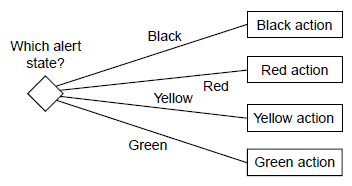 Which alert
state?
Black
Red
Yellow
Green
Black action
Red action
Yellow action
Green action